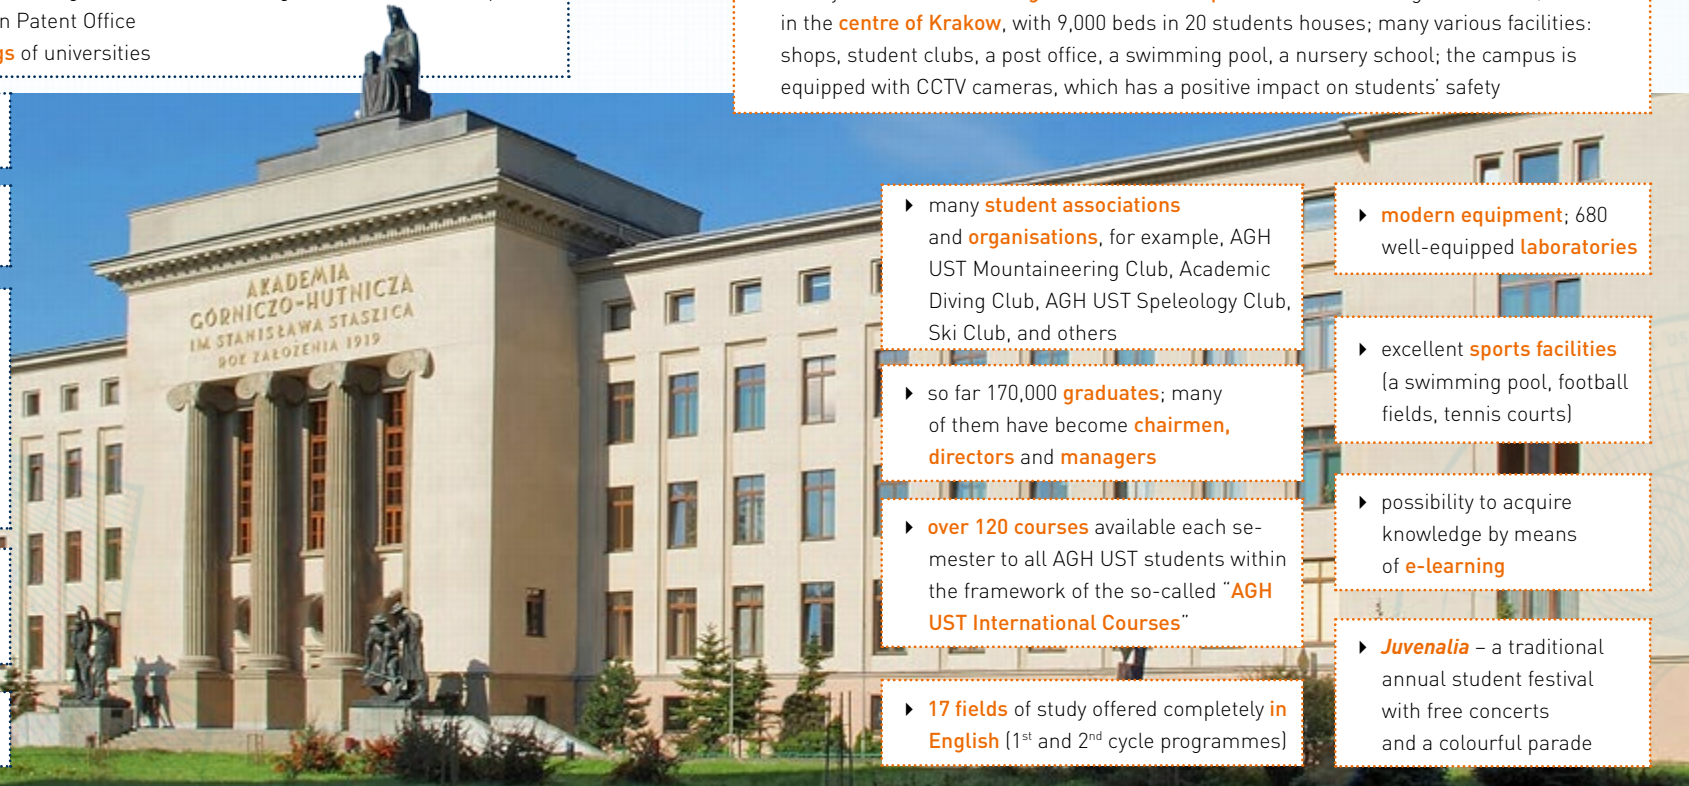 n Patent Office
gs of universities
in the centre of Krakow, with 9,000 beds in 20 students houses; many various facilities:
shops, student clubs, a post office, a swimming pool, a nursery school; the campus is
equipped with CCTV cameras, which has a positive impact on students’ safety
AKADEMIA
GÓRNICZO-HUTNICZA
IM STANISŁAWA STASZICA
ROK ZAŁOŻENIA 1919
many student associations
and organisations, for example, AGH
UST Mountaineering Club, Academic
Diving Club, AGH UST Speleology Club,
Ski Club, and others
so far 170,000 graduates; many
of them have become chairmen,
directors and managers
over 120 courses available each se-
mester to all AGH UST students within
the framework of the so-called “AGH
UST International Courses”
17 fields of study offered completely in
English (1st and 2nd cycle programmes)
modern equipment; 680
well-equipped laboratories
excellent sports facilities
(a swimming pool, football
fields, tennis courts)
possibility to acquire
knowledge by means
of e-learning
Juvenalia – a traditional
annual student festival
with free concerts
and a colourful parade